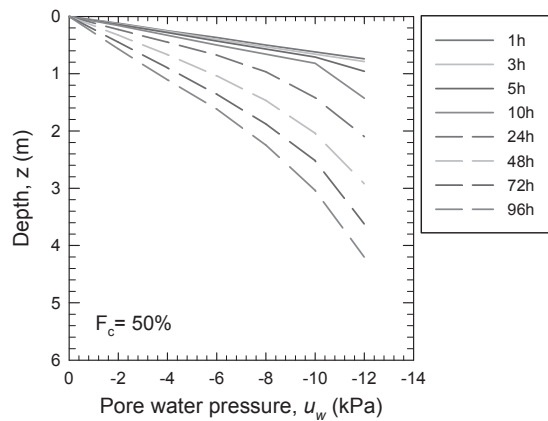 0
1
2
3
4
5
6
Depth, z (m)
F_c= 50%
0 -2 -4 -6 -8 -10 -12 -14
Pore water pressure, u_w (kPa)
1h
3h
5h
10h
24h
48h
72h
96h